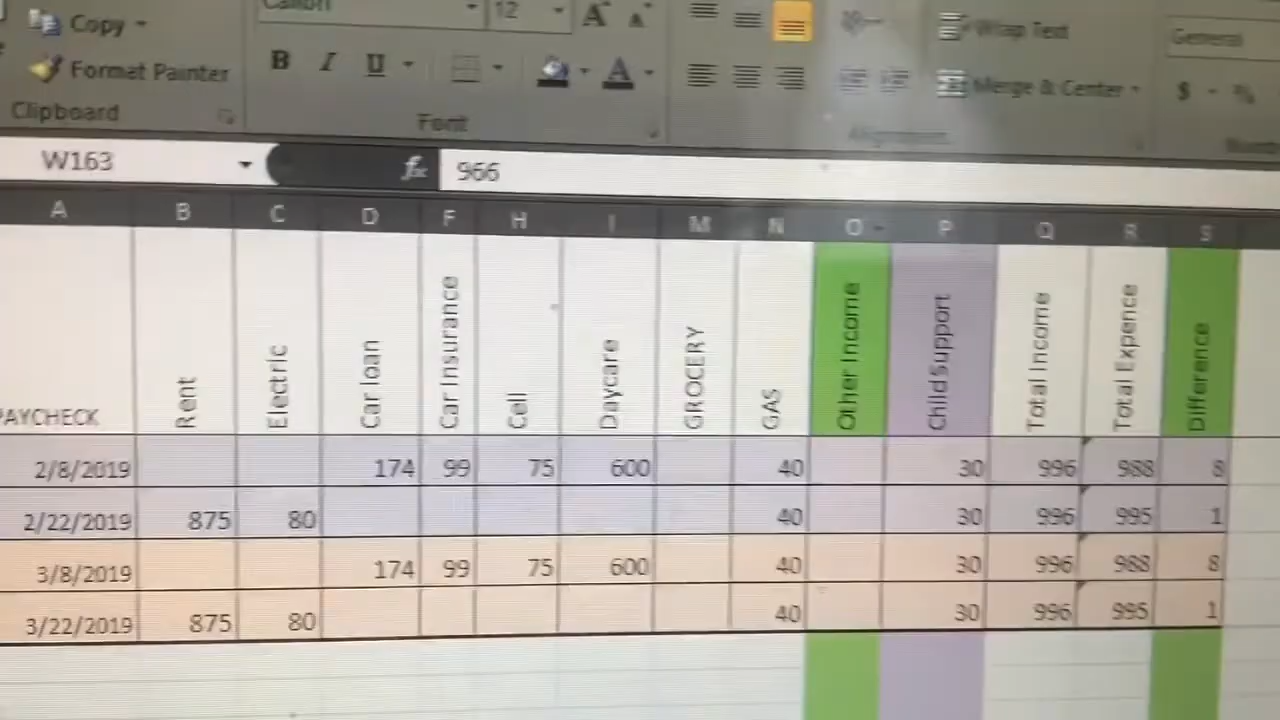 Copy
Calibri 12
Wrap Text
General
Format Painter
B I U A
Merge & Center
$ %
Clipboard
Font
Alignment
W163 fx 966
A B C D F H I M N O P Q R S
PAYCHECK Rent Electric Car loan Car Insurance Cell Daycare GROCERY GAS Other Income Child Support Total Income Total Expence Difference
2/8/2019 174 99 75 600 40 30 996 988 8
2/22/2019 875 80 40 30 996 995 1
3/8/2019 174 99 75 600 40 30 996 988 8
3/22/2019 875 80 40 30 996 995 1